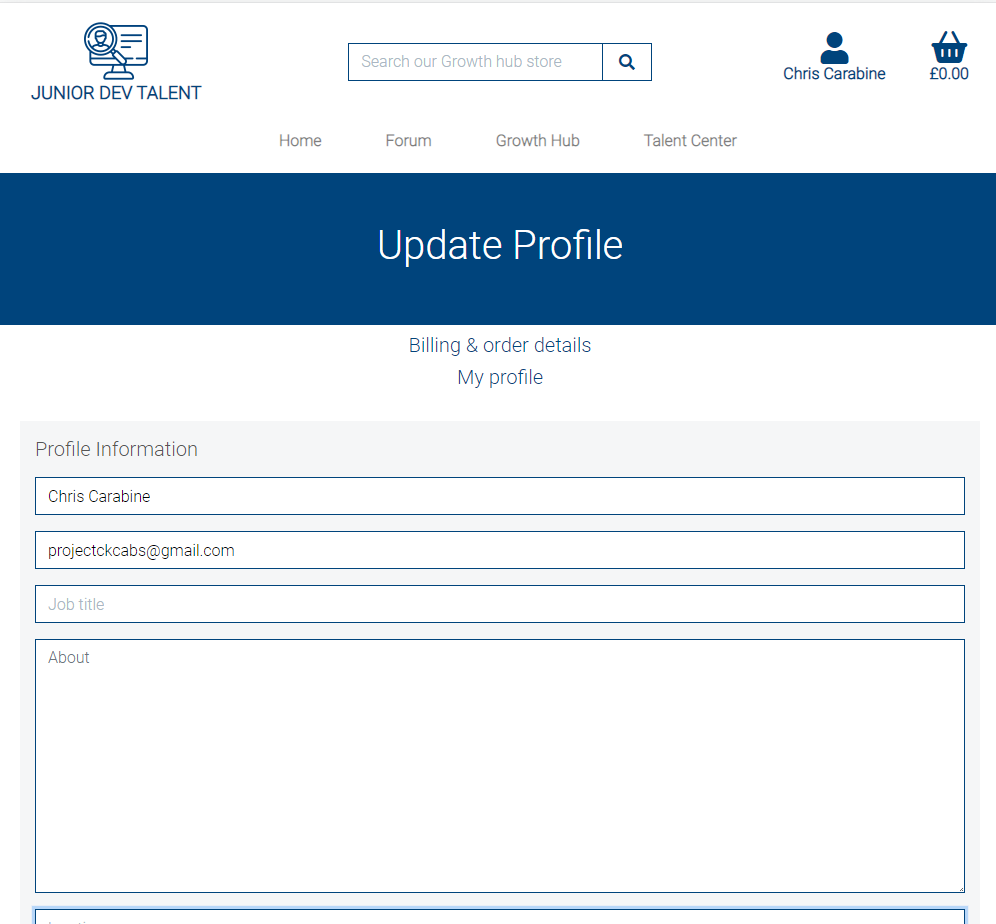 JUNIOR DEV TALENT
Search our Growth hub store
Chris Carabine
£0.00
Home Forum Growth Hub Talent Center
Update Profile
Billing & order details
My profile
Profile Information
Chris Carabine
projectckcabs@gmail.com
Job title
About